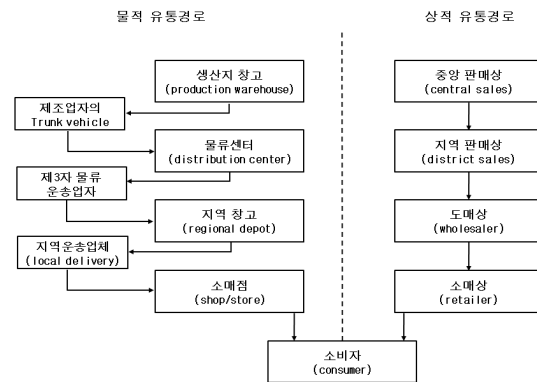 물적 유통경로
상적 유통경로
생산지 창고
(production warehouse)
중앙 판매상
(central sales)
제조업자의
Trunk vehicle
물류센터
(distribution center)
지역 판매상
(district sales)
제3자 물류
운송업자
지역 창고
(regional depot)
도매상
(wholesaler)
지역운송업체
(local delivery)
소매점
(shop/store)
소매상
(retailer)
소비자
(consumer)